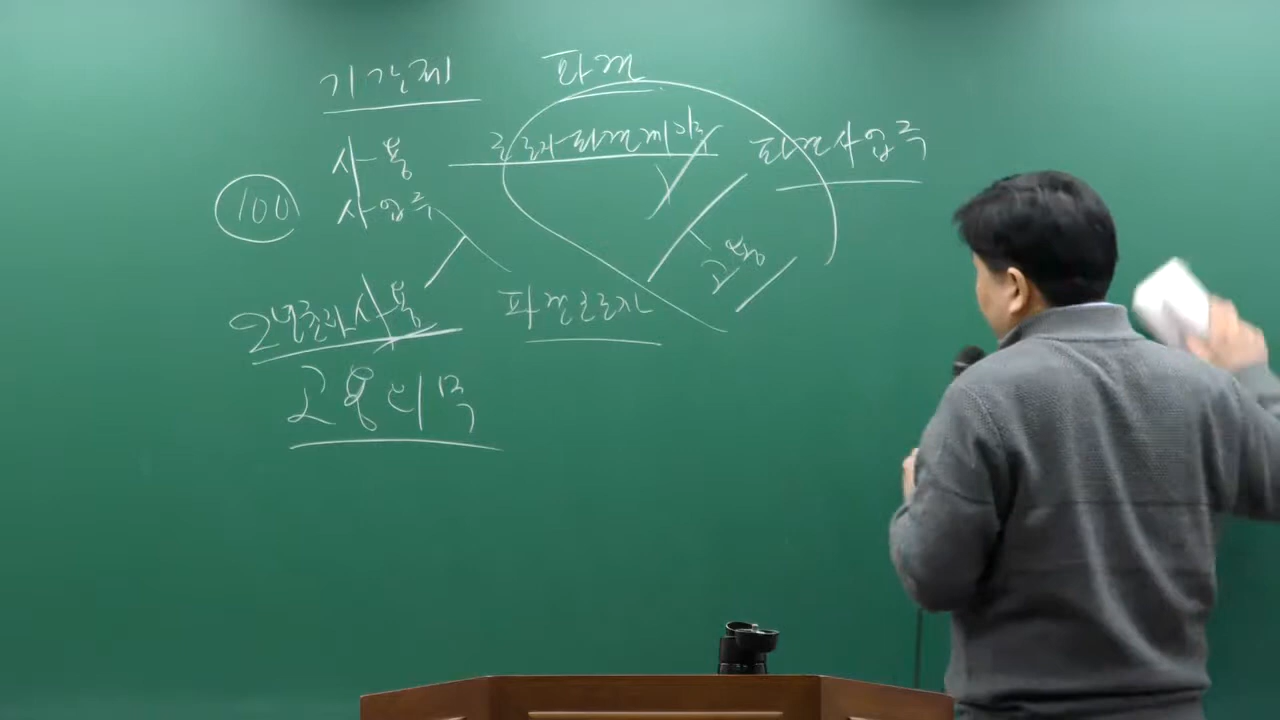 기간제 파견
사용 근로자파견계약 파견사업주
100 사업주
고용
2년초과사용 파견근로자
고용의무